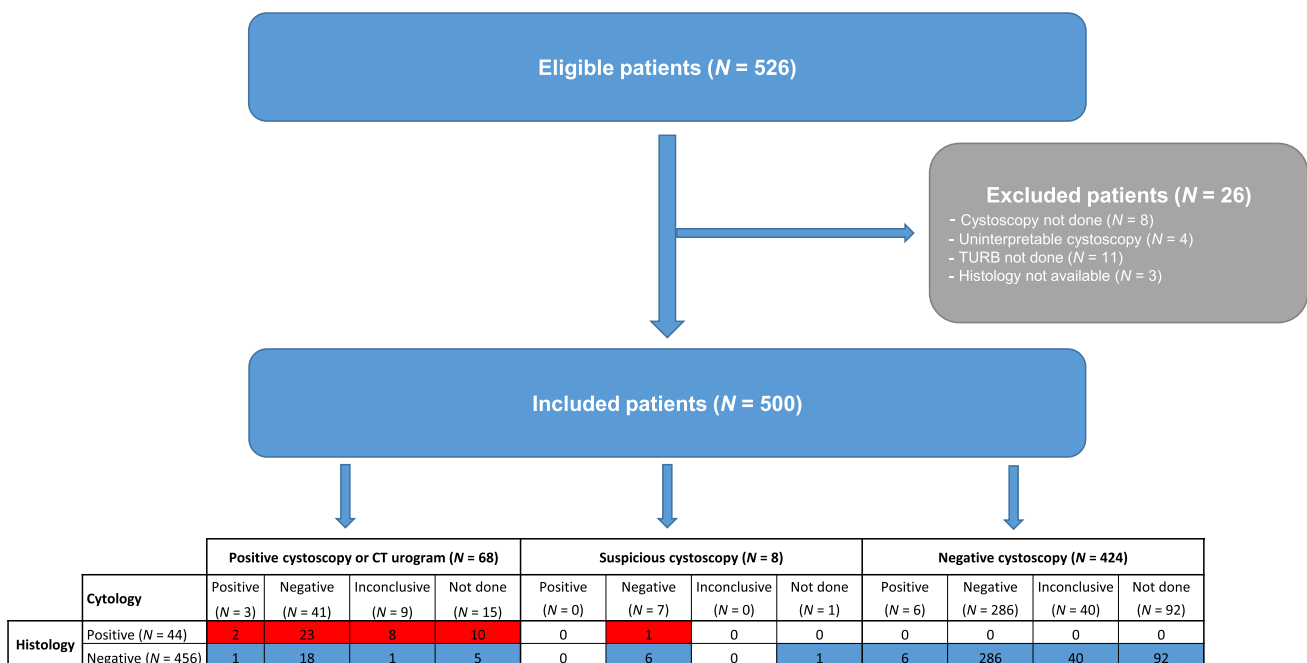 Eligible patients (N = 526)
Excluded patients (N = 26)
- Cystoscopy not done (N = 8)
- Uninterpretable cystoscopy (N = 4)
- TURB not done (N = 11)
- Histology not available (N = 3)
Included patients (N = 500)
Positive cystoscopy or CT urogram (N = 68) Suspicious cystoscopy (N = 8) Negative cystoscopy (N = 424)
Cytology Positive Negative Inconclusive Not done Positive Negative Inconclusive Not done Positive Negative Inconclusive Not done
(N = 3) (N = 41) (N = 9) (N = 15) (N = 0) (N = 7) (N = 0) (N = 1) (N = 6) (N = 286) (N = 40) (N = 92)
Histology
Positive (N = 44) 2 23 8 10 0 1 0 0 0 0 0 0
Negative (N = 456) 1 18 1 5 0 6 0 1 6 286 40 92